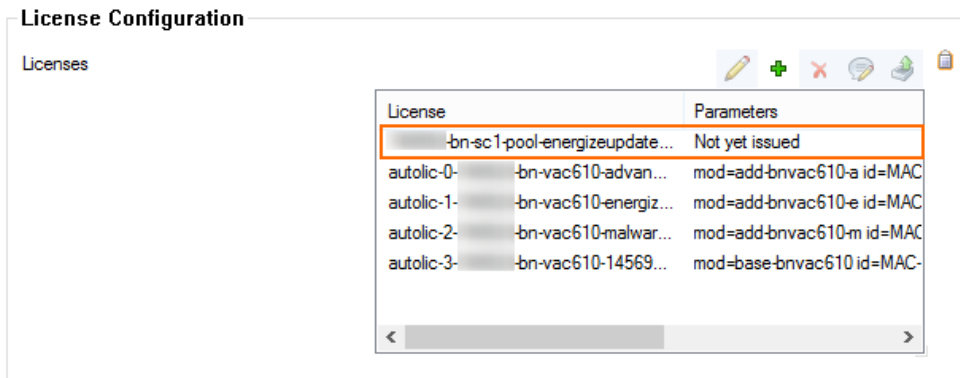 License Configuration
Licenses
License Parameters
-bn-sc1-pool-energizeupdate... Not yet issued
autolic-0- -bn-vac610-advan... mod=add-bnvac610-a id=MAC
autolic-1- -bn-vac610-energiz... mod=add-bnvac610-e id=MAC
autolic-2- -bn-vac610-malwar... mod=add-bnvac610-m id=MAC
autolic-3- -bn-vac610-14569... mod=base-bnvac610 id=MAC-